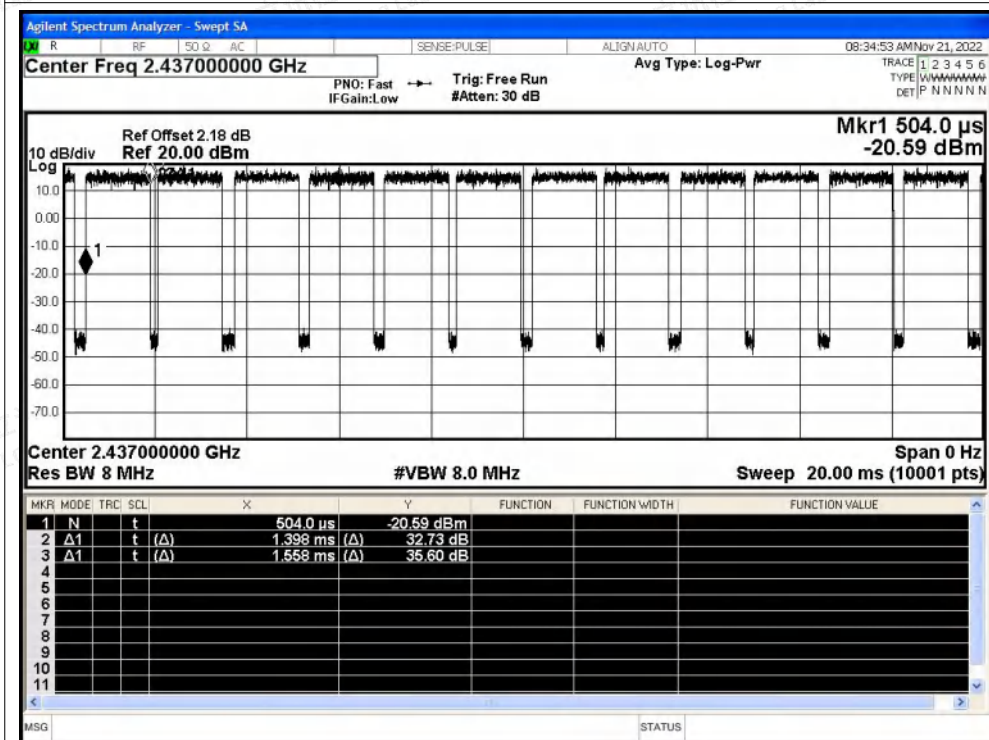 Agilent Spectrum Analyzer - Swept SA
R RF 50 Ω AC SENSE:PULSE ALIGN AUTO 08:34:53 AM Nov 21, 2022
Center Freq 2.437000000 GHz
PNO: Fast
IFGain:Low
Trig: Free Run
#Atten: 30 dB
Avg Type: Log-Pwr
TRACE 1 2 3 4 5 6
TYPE
DET P N N N N N
Mkr1 504.0 µs
-20.59 dBm
Ref Offset 2.18 dB
10 dB/div Ref 20.00 dBm
Log
10.0
0.00
-10.0
1
-20.0
-30.0
-40.0
-50.0
-60.0
-70.0
Center 2.437000000 GHz Span 0 Hz
Res BW 8 MHz #VBW 8.0 MHz Sweep 20.00 ms (10001 pts)
MKR MODE TRC SCL X Y FUNCTION FUNCTION WIDTH FUNCTION VALUE
1 N t 504.0 µs -20.59 dBm
2 Δ1 t (Δ) 1.398 ms (Δ) 32.73 dB
3 Δ1 t (Δ) 1.558 ms (Δ) 35.60 dB
4
5
6
7
8
9
10
11
MSG STATUS